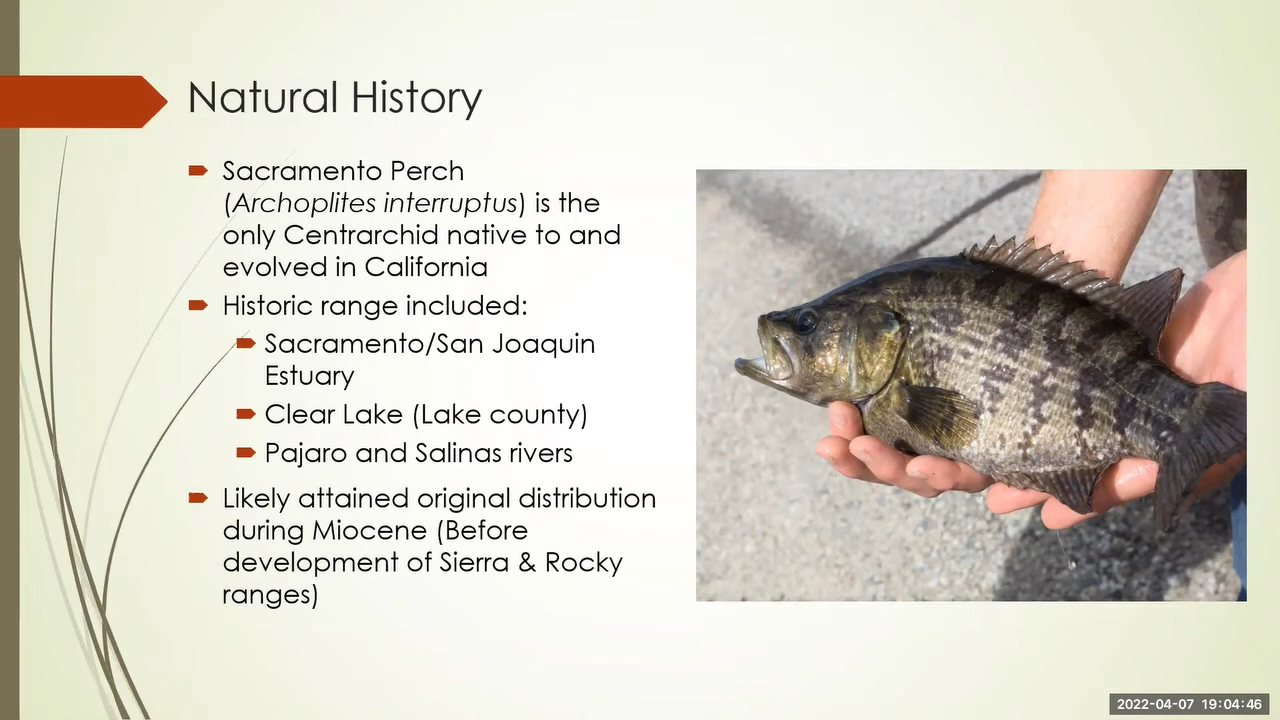 Natural History
Sacramento Perch
(Archoplites interruptus) is the
only Centrarchid native to and
evolved in California
Historic range included:
Sacramento/San Joaquin
Estuary
Clear Lake (Lake county)
Pajaro and Salinas rivers
Likely attained original distribution
during Miocene (Before
development of Sierra & Rocky
ranges)
2022-04-07 19:04:46